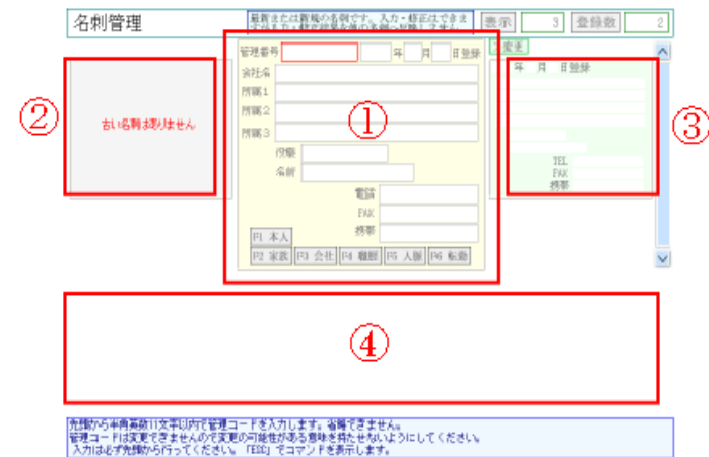 名刺管理
最新または新規の名刺です。入力・修正はできま
表示 3 登録数 2
変更
管理番号 年 月 日登録
会社名
所属1
所属2
所属3
役職
名前
電話
FAX
携帯
F1 本人
F2 家族 F3 会社 F4 職歴 F5 人脈 F6 転勤
①
②
古い名刺はありません
③
年 月 日登録
TEL
FAX
携帯
④
先頭から半角英数11文字以内で管理コードを入力します。省略できません。
管理コードは変更できませんので変更の可能性がある意味を持たせないようにしてください。
入力は必ず先頭から行ってください。「ESC」でコマンドを表示します。